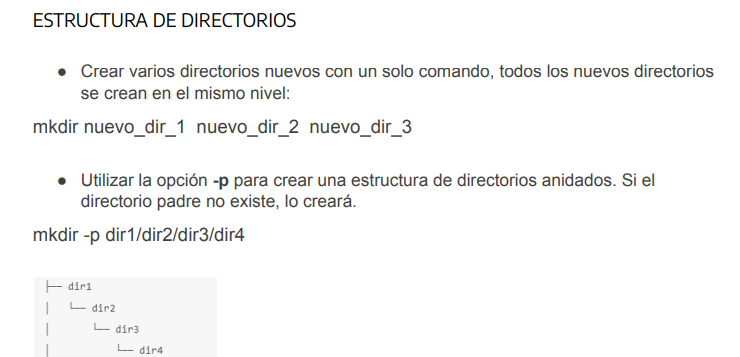 ESTRUCTURA DE DIRECTORIOS
● Crear varios directorios nuevos con un solo comando, todos los nuevos directorios
se crean en el mismo nivel:
mkdir nuevo_dir_1 nuevo_dir_2 nuevo_dir_3
● Utilizar la opción -p para crear una estructura de directorios anidados. Si el
directorio padre no existe, lo creará.
mkdir -p dir1/dir2/dir3/dir4
├── dir1
│   └── dir2
│       └── dir3
│           └── dir4